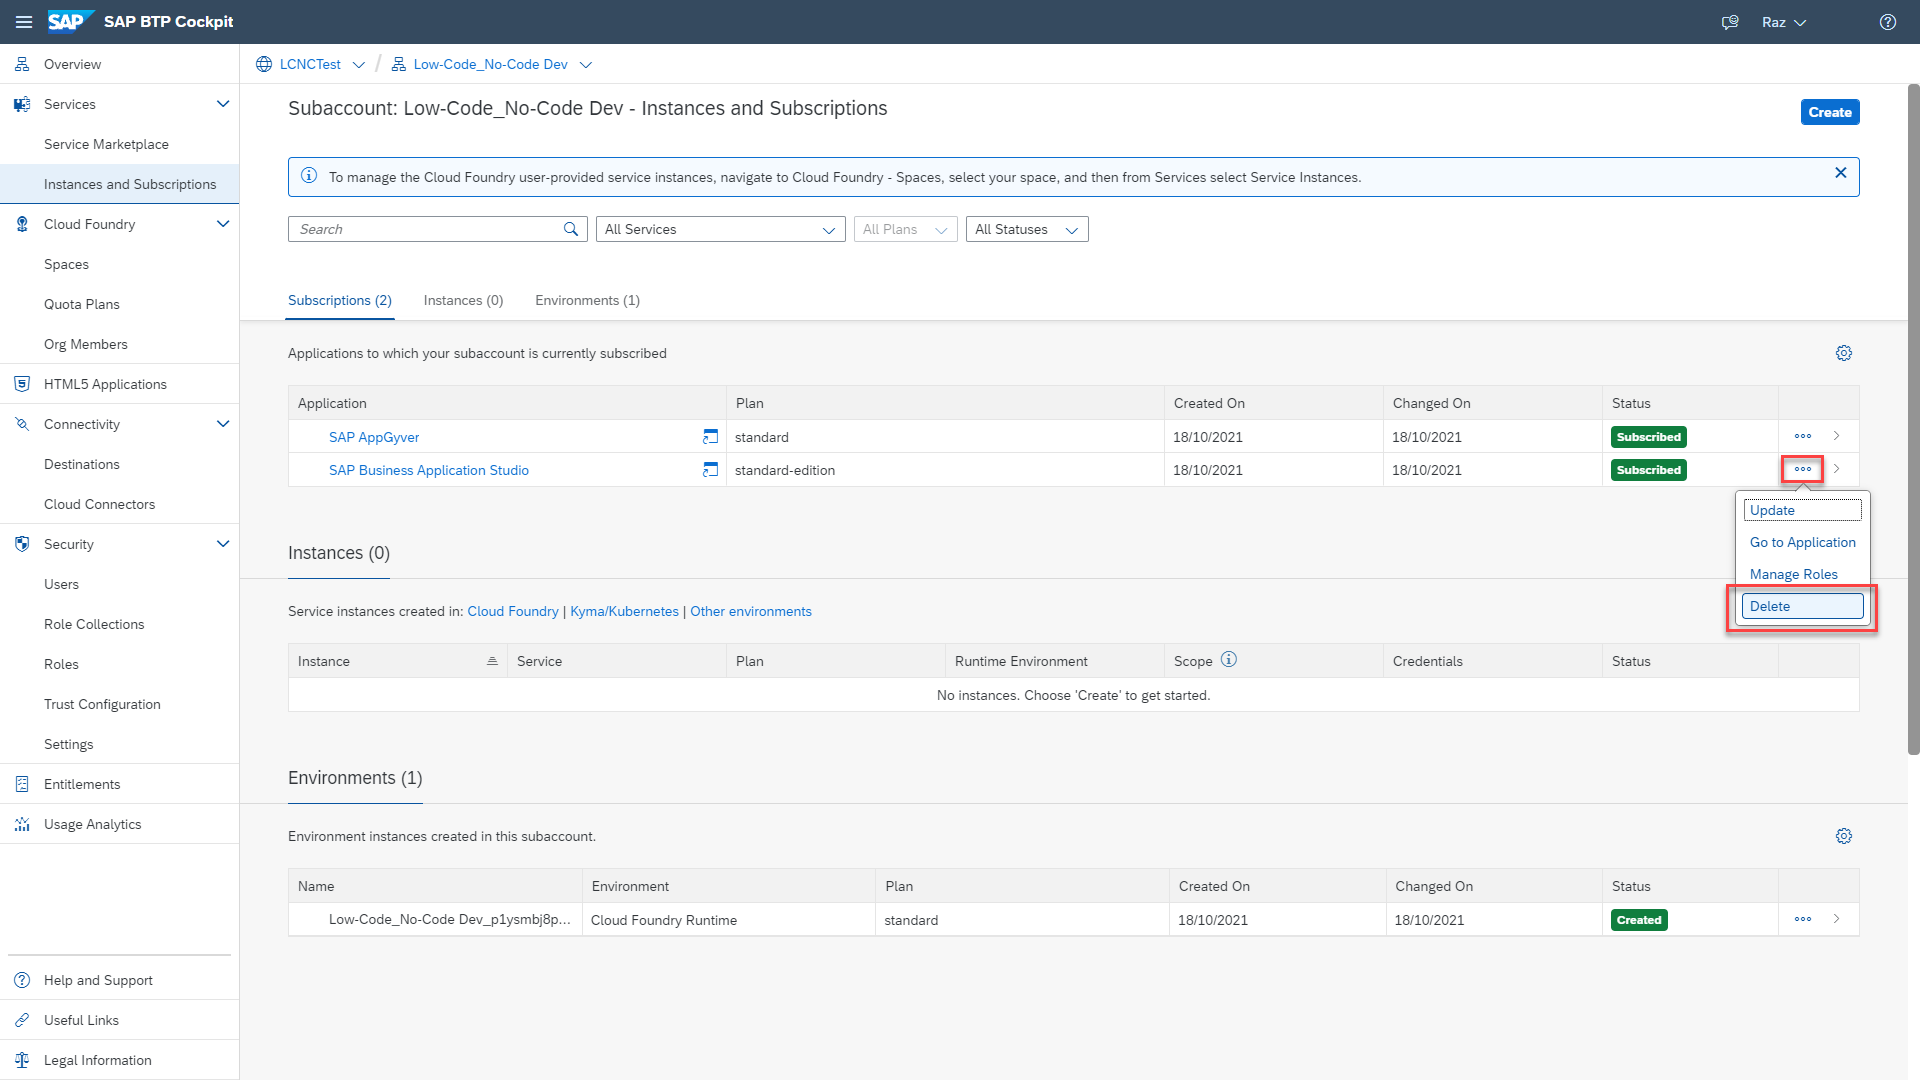 SAP SAP BTP Cockpit
Raz
Overview
Services
Service Marketplace
Instances and Subscriptions
Cloud Foundry
Spaces
Quota Plans
Org Members
HTML5 Applications
Connectivity
Destinations
Cloud Connectors
Security
Users
Role Collections
Roles
Trust Configuration
Settings
Entitlements
Usage Analytics
Help and Support
Useful Links
Legal Information
LCNCTest / Low-Code_No-Code Dev
Subaccount: Low-Code_No-Code Dev - Instances and Subscriptions
Create
To manage the Cloud Foundry user-provided service instances, navigate to Cloud Foundry - Spaces, select your space, and then from Services select Service Instances.
Search All Services All Plans All Statuses
Subscriptions (2) Instances (0) Environments (1)
Applications to which your subaccount is currently subscribed
Application Plan Created On Changed On Status
SAP AppGyver standard 18/10/2021 18/10/2021 Subscribed
SAP Business Application Studio standard-edition 18/10/2021 18/10/2021 Subscribed
Update
Go to Application
Manage Roles
Delete
Instances (0)
Service instances created in: Cloud Foundry | Kyma/Kubernetes | Other environments
Instance Service Plan Runtime Environment Scope Credentials Status
No instances. Choose 'Create' to get started.
Environments (1)
Environment instances created in this subaccount.
Name Environment Plan Created On Changed On Status
Low-Code_No-Code Dev_p1ysmbj8p... Cloud Foundry Runtime standard 18/10/2021 18/10/2021 Created